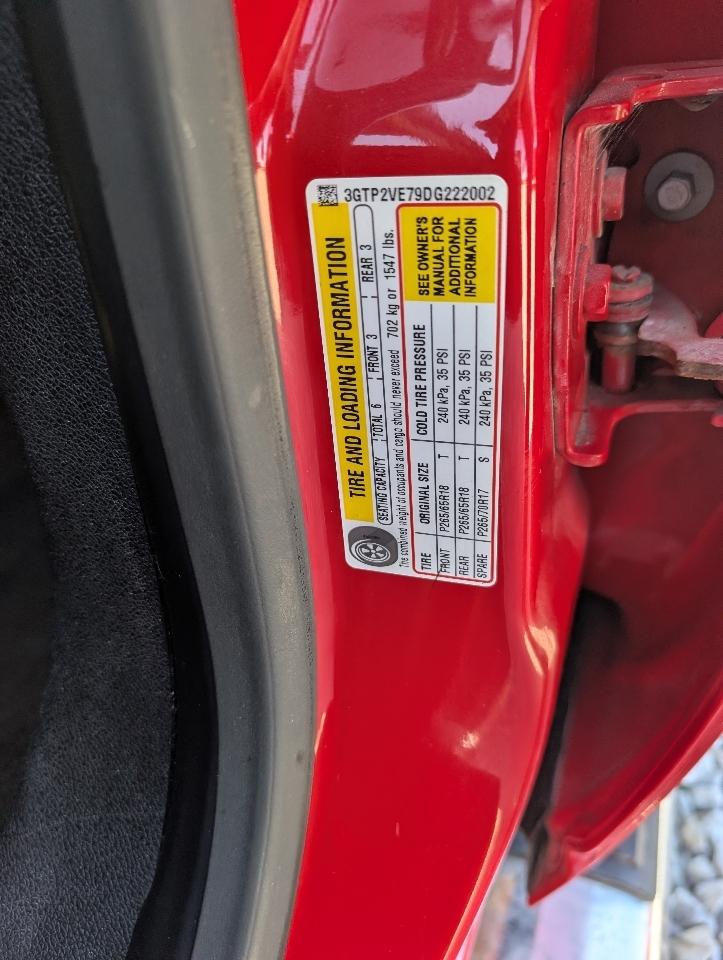 3GTP2VE79DG222002
TIRE AND LOADING INFORMATION
SEATING CAPACITY TOTAL 6 FRONT 3 REAR 3
The combined weight of occupants and cargo should never exceed 702 kg or 1547 lbs.
TIRE ORIGINAL SIZE COLD TIRE PRESSURE
FRONT P265/65R18 T 240 kPa, 35 PSI
REAR P265/65R18 T 240 kPa, 35 PSI
SPARE P265/70R17 S 240 kPa, 35 PSI
SEE OWNER'S
MANUAL FOR
ADDITIONAL
INFORMATION